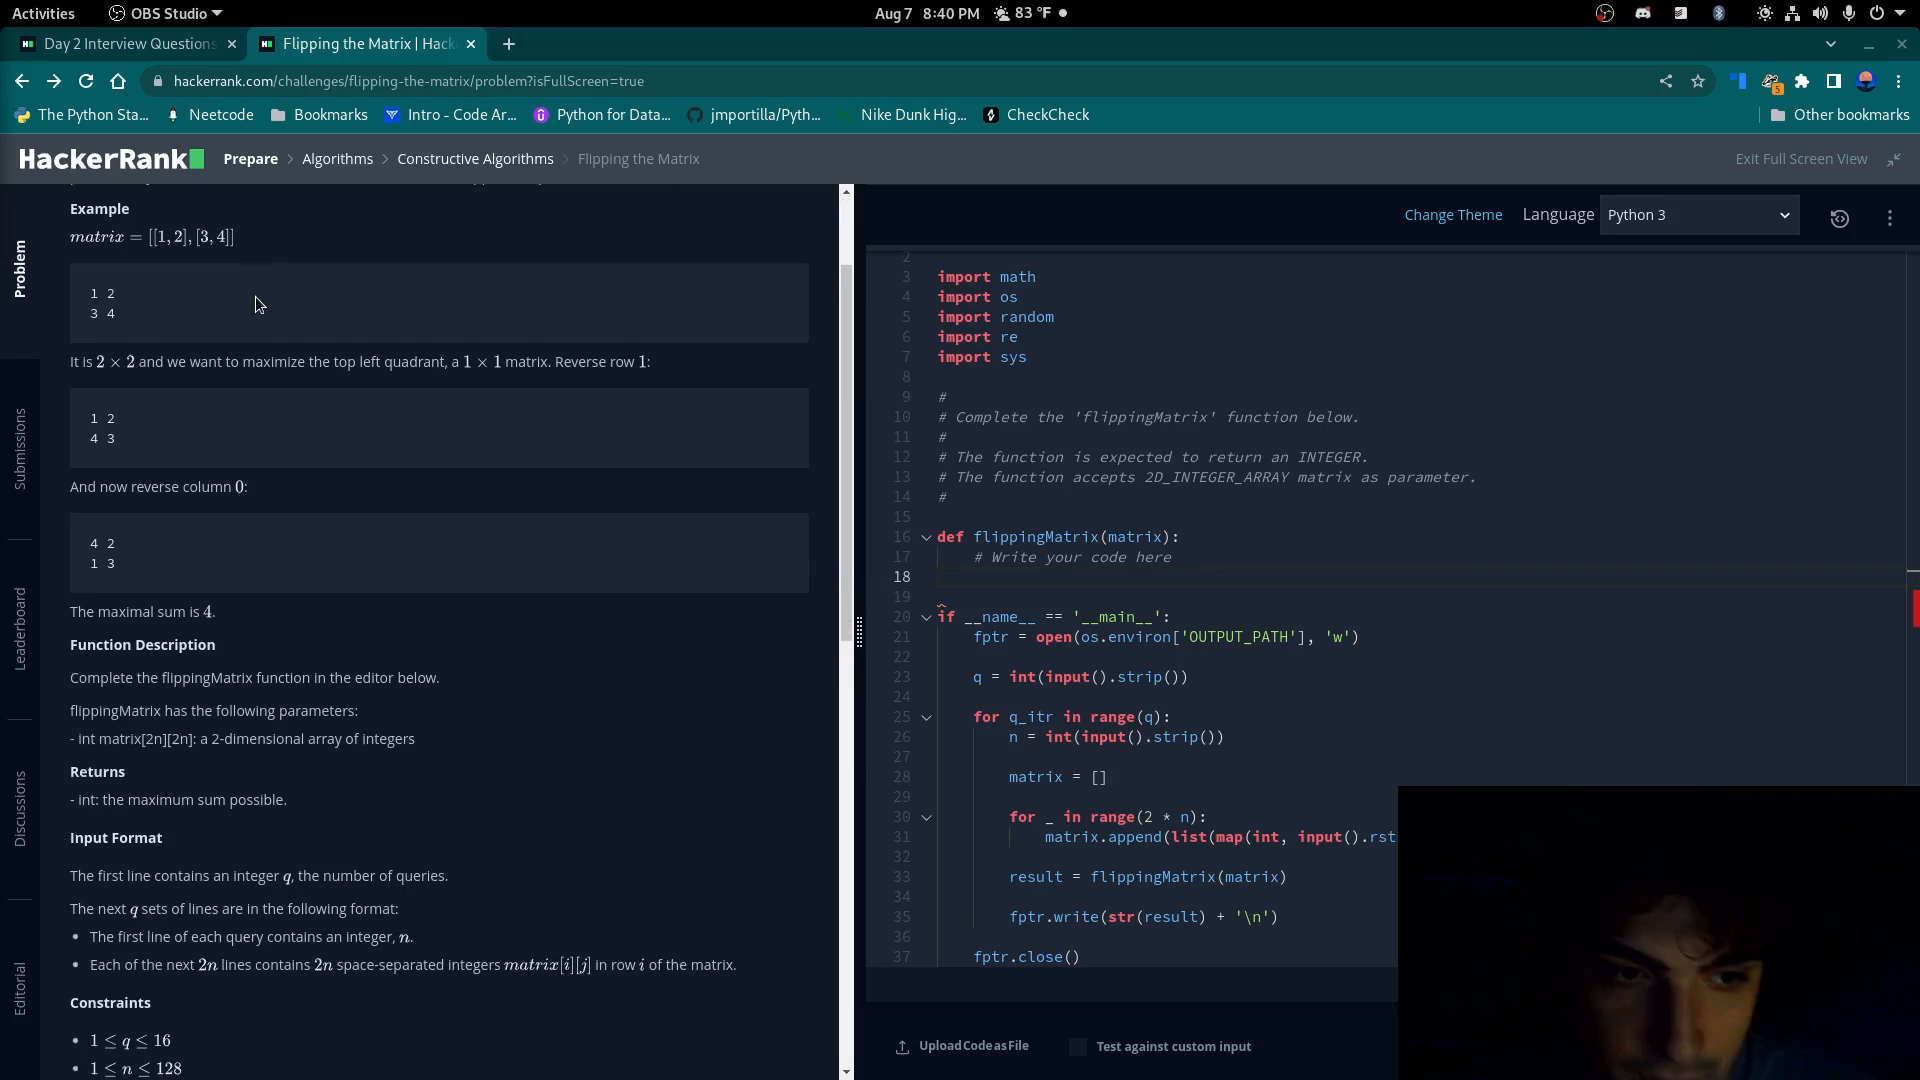 Activities
OBS Studio
Aug 7 8:40 PM
83 °F
Day 2 Interview Questions
Flipping the Matrix | Hack
hackerrank.com/challenges/flipping-the-matrix/problem?isFullScreen=true
5
The Python Sta...
Neetcode
Bookmarks
Intro - Code Ar...
Python for Data...
jmportilla/Pyth...
Nike Dunk Hig...
CheckCheck
Other bookmarks
HackerRank
Prepare
Algorithms
Constructive Algorithms
Flipping the Matrix
Exit Full Screen View
Problem
Submissions
Leaderboard
Discussions
Editorial
Example
matrix = [[1, 2], [3, 4]]
1 2
3 4
It is 2 × 2 and we want to maximize the top left quadrant, a 1 × 1 matrix. Reverse row 1:
1 2
4 3
And now reverse column 0:
4 2
1 3
The maximal sum is 4.
Function Description
Complete the flippingMatrix function in the editor below.
flippingMatrix has the following parameters:
- int matrix[2n][2n]: a 2-dimensional array of integers
Returns
- int: the maximum sum possible.
Input Format
The first line contains an integer q, the number of queries.
The next q sets of lines are in the following format:
• The first line of each query contains an integer, n.
• Each of the next 2n lines contains 2n space-separated integers matrix[i][j] in row i of the matrix.
Constraints
• 1 ≤ q ≤ 16
• 1 ≤ n ≤ 128
Change Theme
Language
Python 3
2
3 import math
4 import os
5 import random
6 import re
7 import sys
8
9 #
10 # Complete the 'flippingMatrix' function below.
11 #
12 # The function is expected to return an INTEGER.
13 # The function accepts 2D_INTEGER_ARRAY matrix as parameter.
14 #
15
16 def flippingMatrix(matrix):
17 # Write your code here
18
19
20 if __name__ == '__main__':
21 fptr = open(os.environ['OUTPUT_PATH'], 'w')
22
23 q = int(input().strip())
24
25 for q_itr in range(q):
26 n = int(input().strip())
27
28 matrix = []
29
30 for _ in range(2 * n):
31 matrix.append(list(map(int, input().rst
32
33 result = flippingMatrix(matrix)
34
35 fptr.write(str(result) + '\n')
36
37 fptr.close()
Upload Code as File
Test against custom input